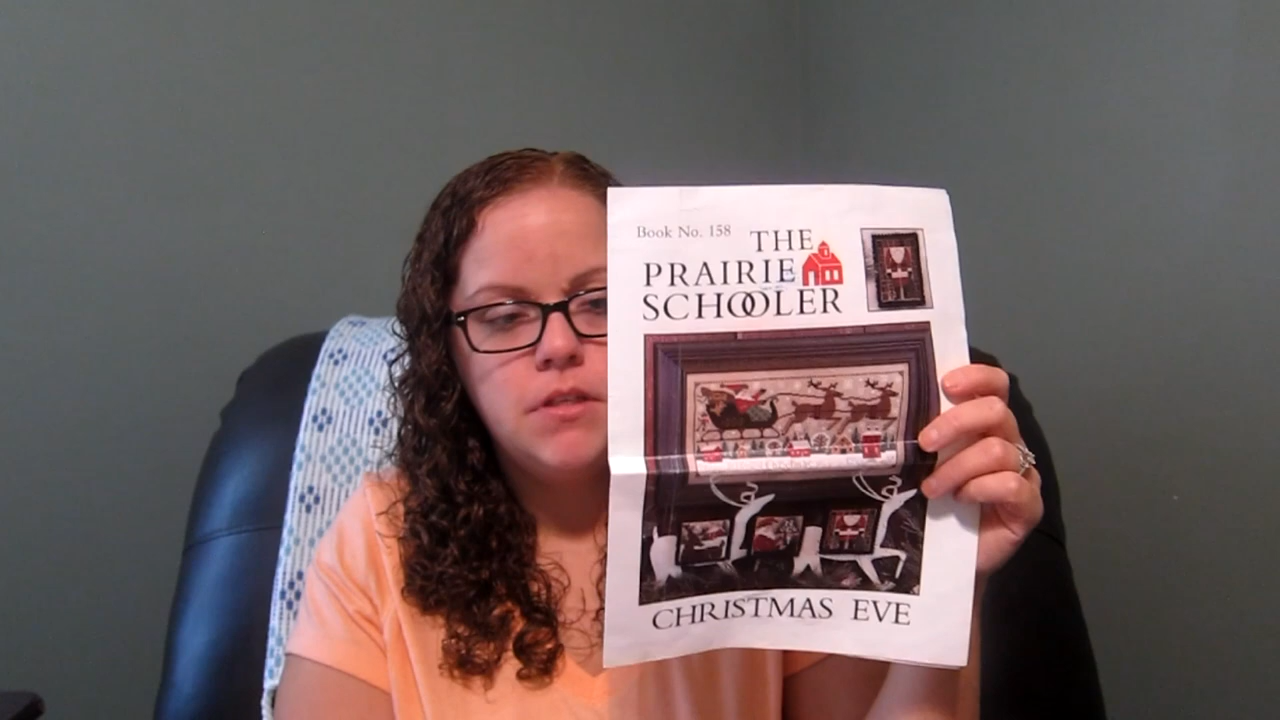 Book No. 158
THE
PRAIRIE
SCHOOLER
CHRISTMAS EVE